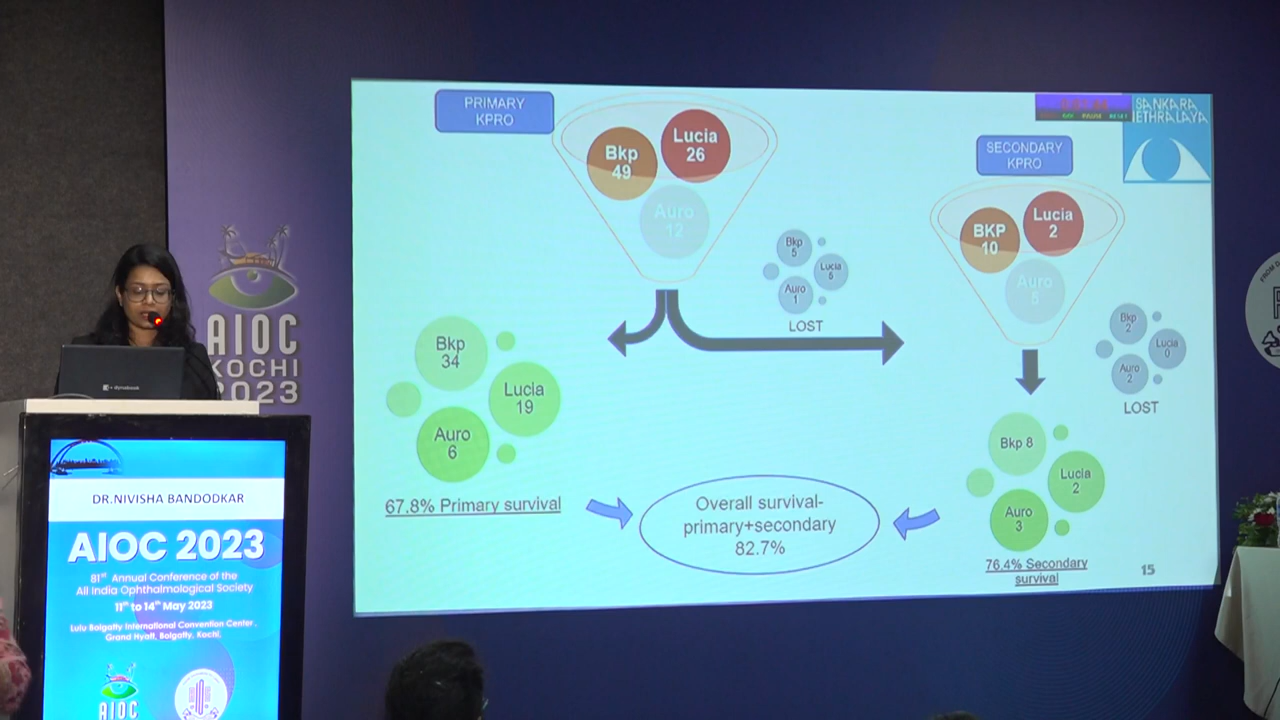 PRIMARY
KPRO
Bkp
49
Lucia
26
Auro
12
Bkp
5
Lucia
Auro
1
LOST
SECONDARY
KPRO
BKP
10
Lucia
2
Auro
5
Bkp
2
Lucia
0
Auro
2
LOST
SANKARA
NETHRALAYA
Bkp
34
Lucia
19
Auro
6
67.8% Primary survival
Overall survival-
primary+secondary
82.7%
Bkp 8
Lucia
2
Auro
3
76.4% Secondary
survival
15
AIOC
KOCHI
2023
dynabook
DR.NIVISHA BANDODKAR
AIOC 2023
81st Annual Conference of the
All India Ophthalmological Society
11th to 14th May 2023
Lulu Bolgatty International Convention Center,
Grand Hyatt, Bolgatty, Kochi.
AIOC